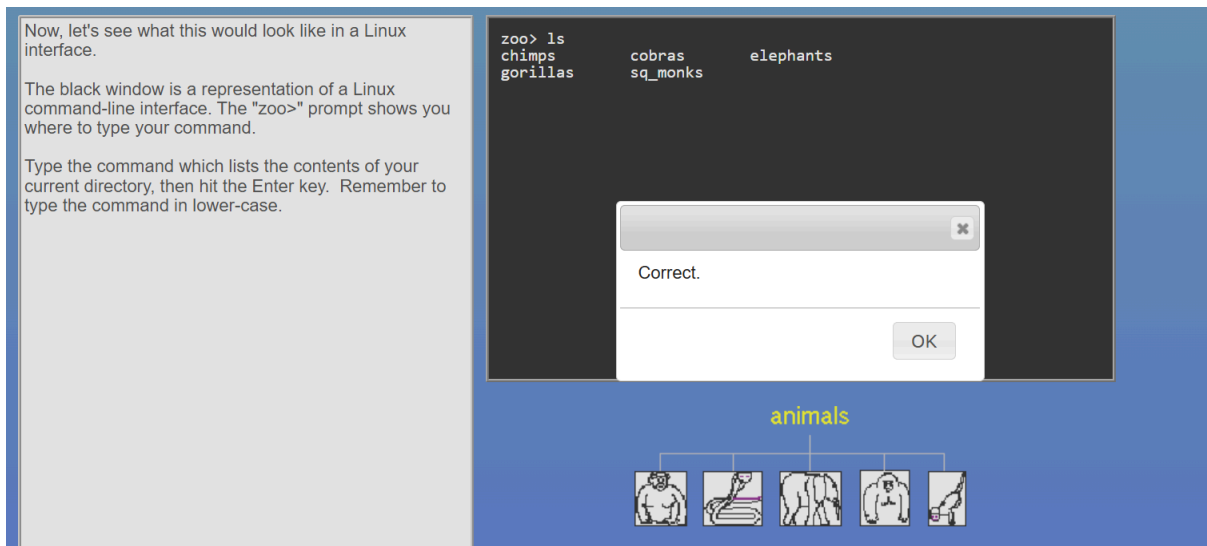 Now, let's see what this would look like in a Linux
interface.
The black window is a representation of a Linux
command-line interface. The "zoo>" prompt shows you
where to type your command.
Type the command which lists the contents of your
current directory, then hit the Enter key.  Remember to
type the command in lower-case.
zoo> ls
chimps cobras elephants
gorillas sq_monks
Correct.
OK
animals